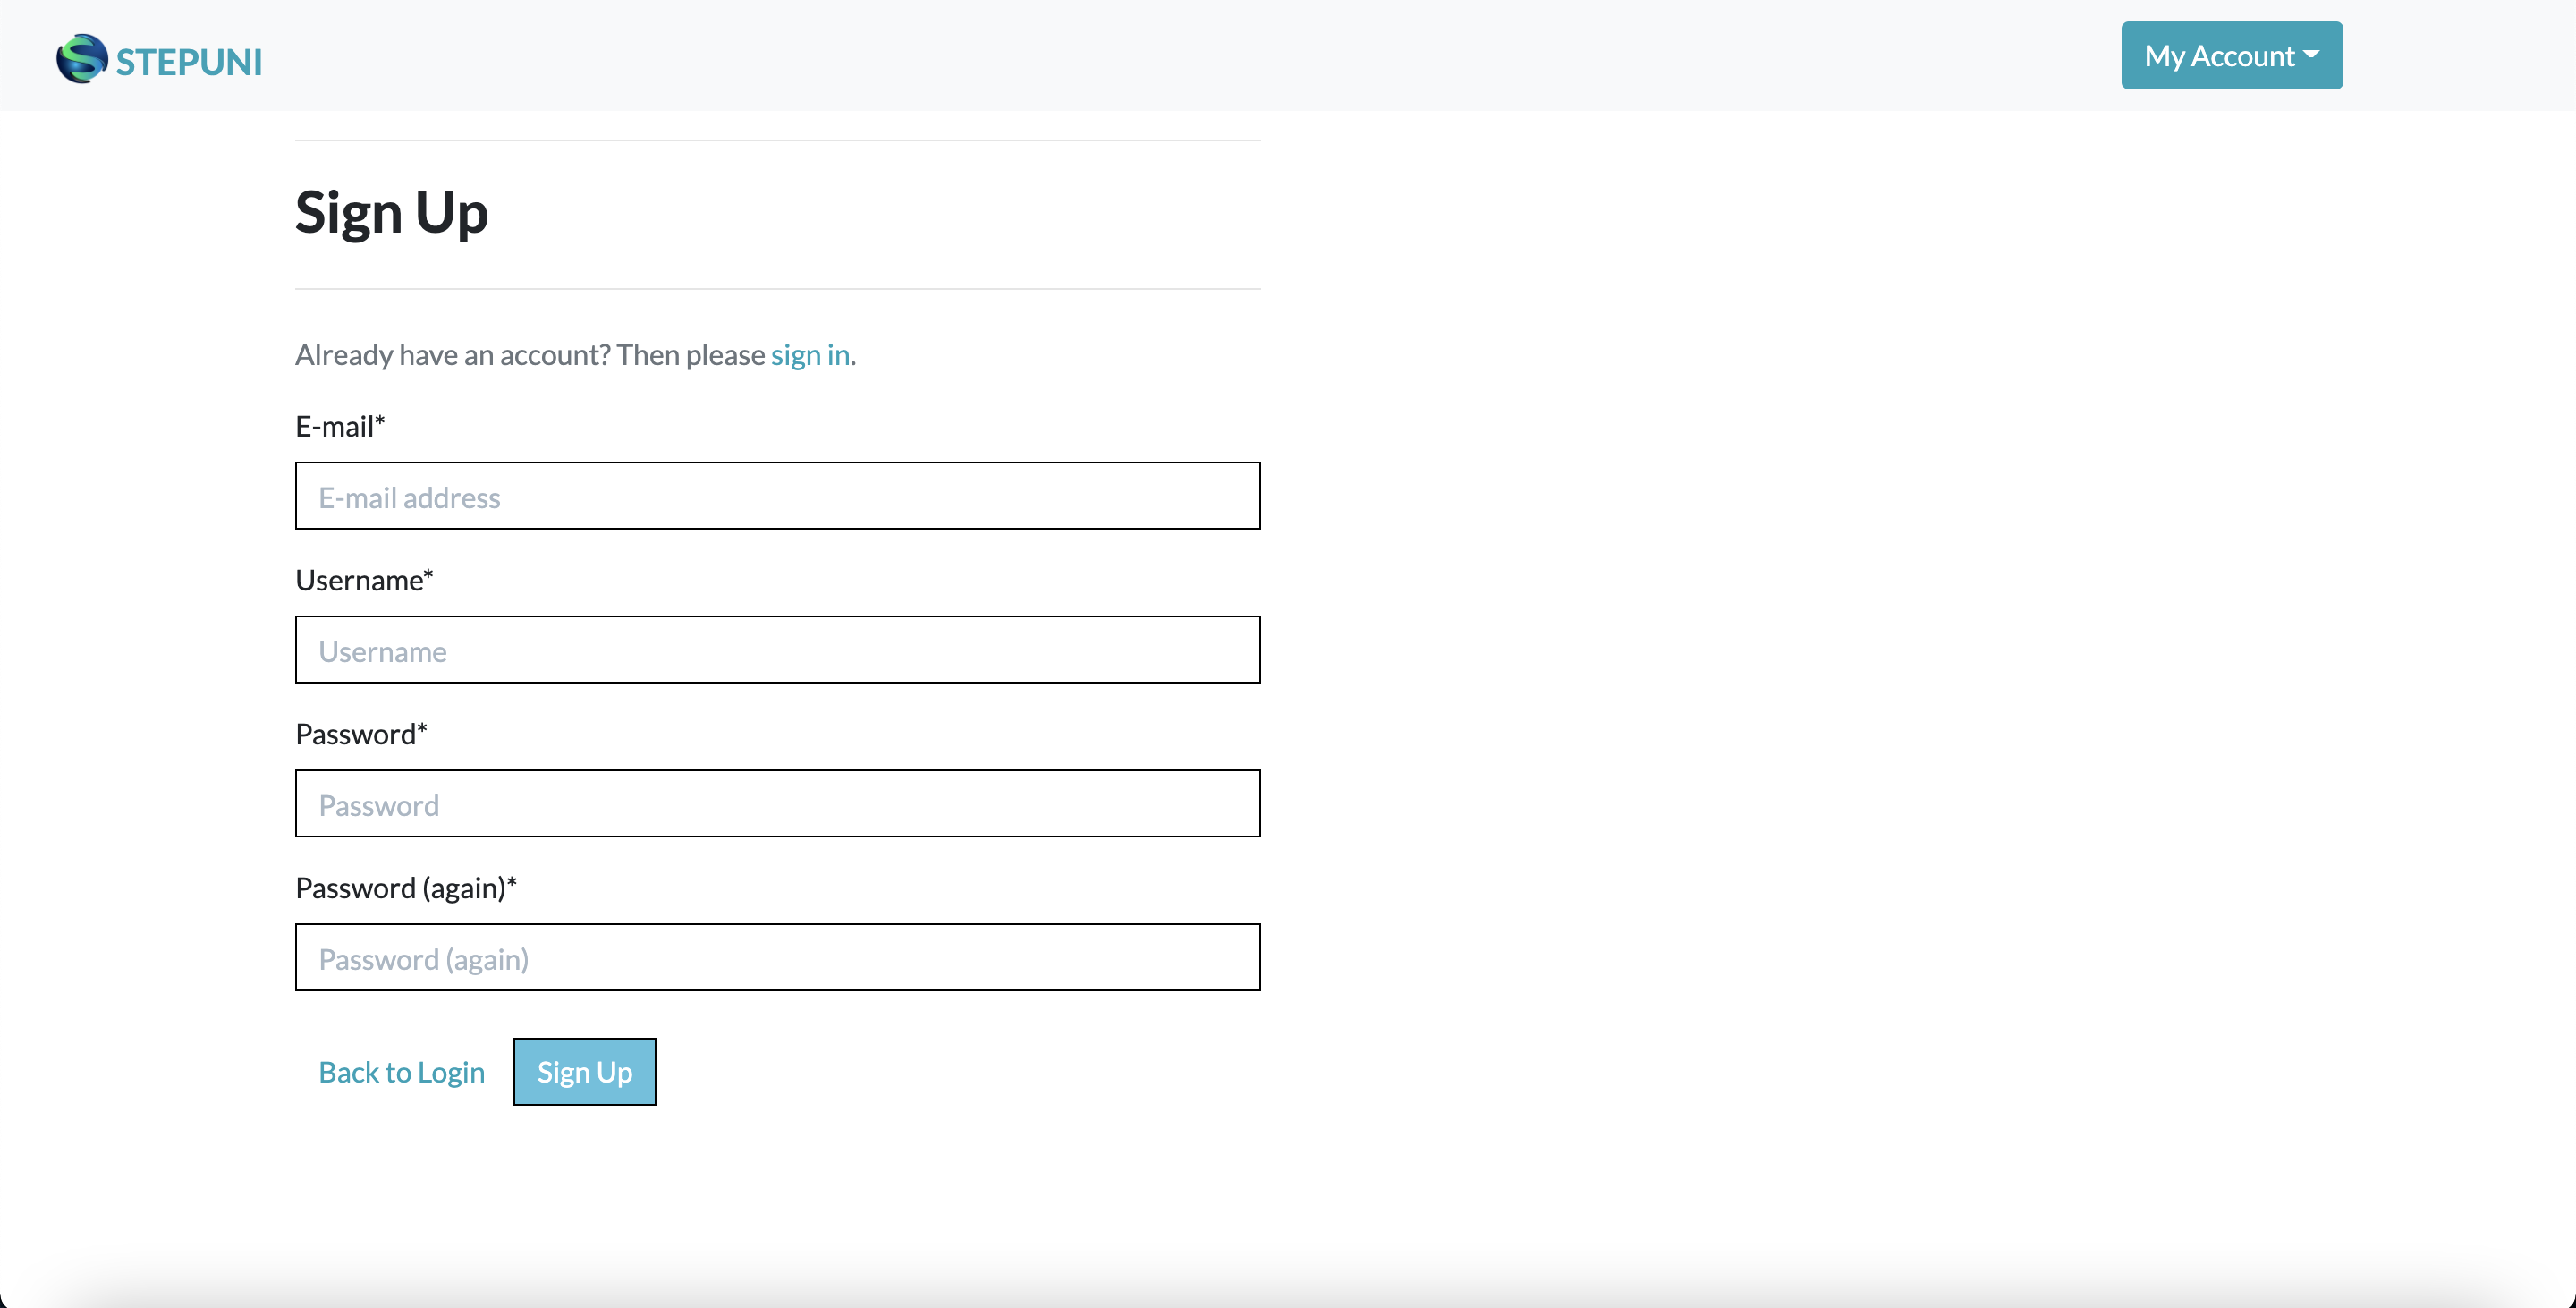 STEPUNI
My Account
Sign Up
Already have an account? Then please sign in.
E-mail*
E-mail address
Username*
Username
Password*
Password
Password (again)*
Password (again)
Back to Login
Sign Up